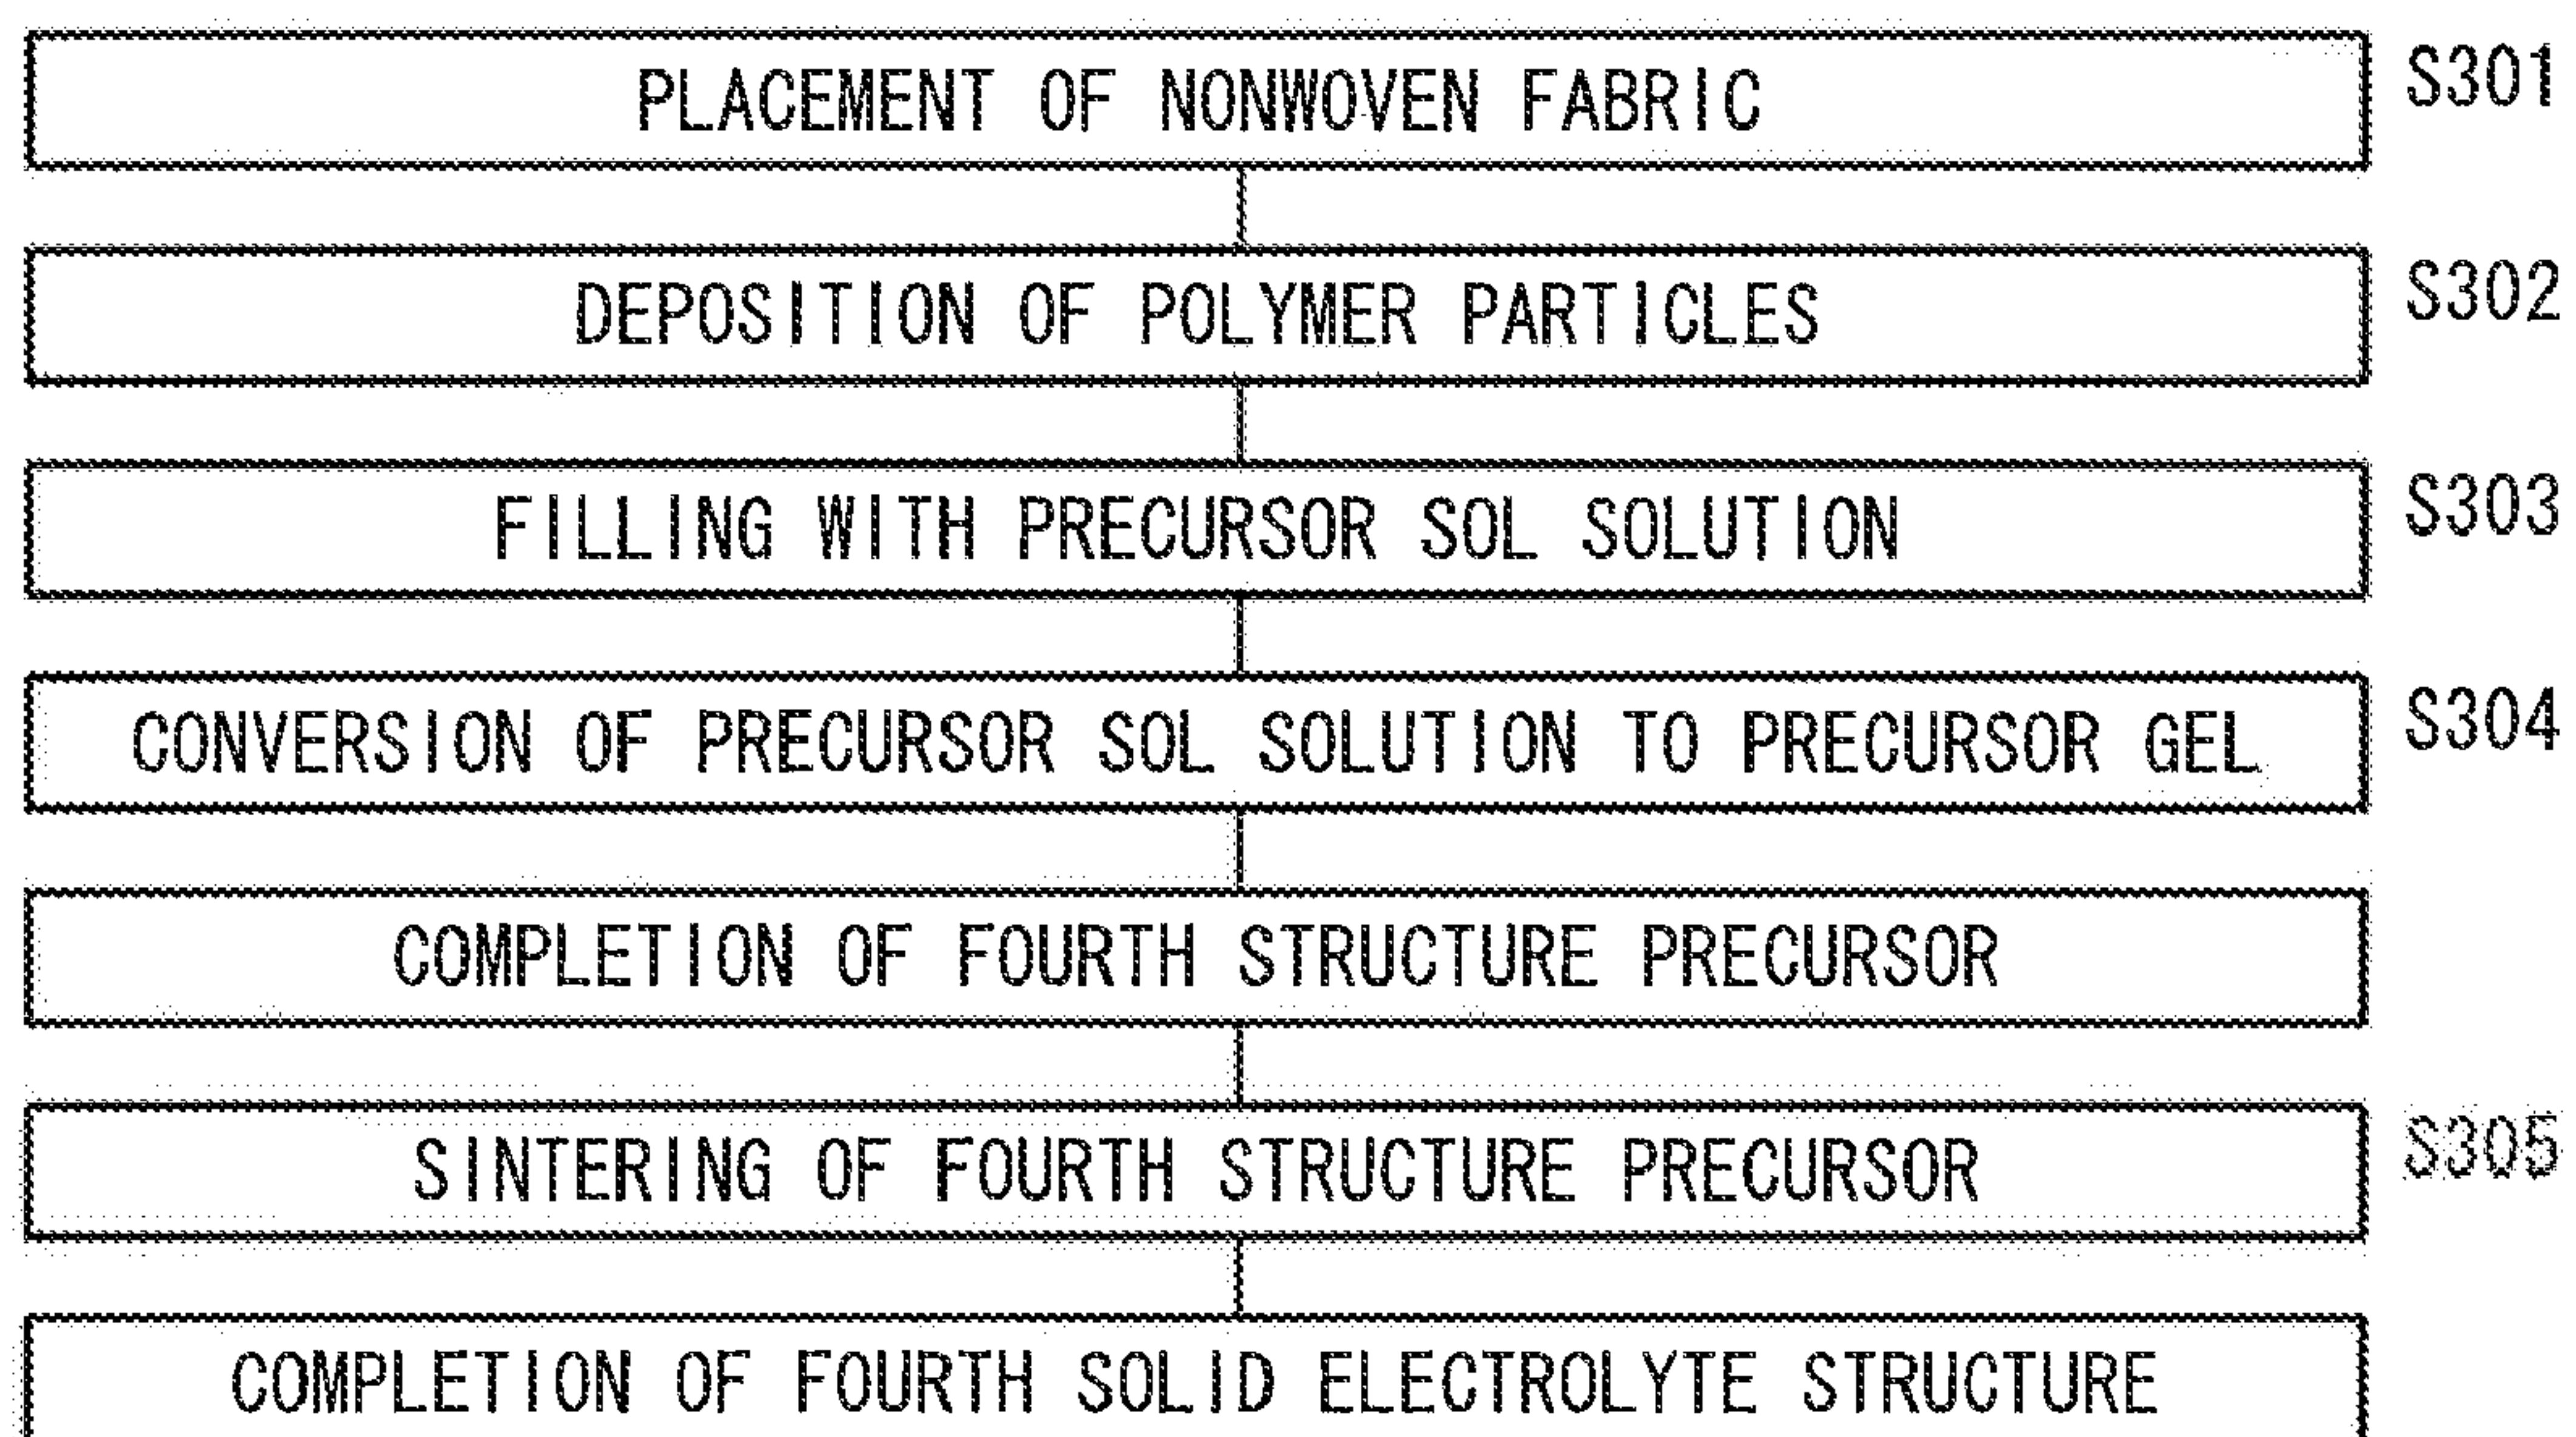 PLACEMENT OF NONWOVEN FABRIC S301
DEPOSITION OF POLYMER PARTICLES S302
FILLING WITH PRECURSOR SOL SOLUTION S303
CONVERSION OF PRECURSOR SOL SOLUTION TO PRECURSOR GEL S304
COMPLETION OF FOURTH STRUCTURE PRECURSOR
SINTERING OF FOURTH STRUCTURE PRECURSOR S305
COMPLETION OF FOURTH SOLID ELECTROLYTE STRUCTURE